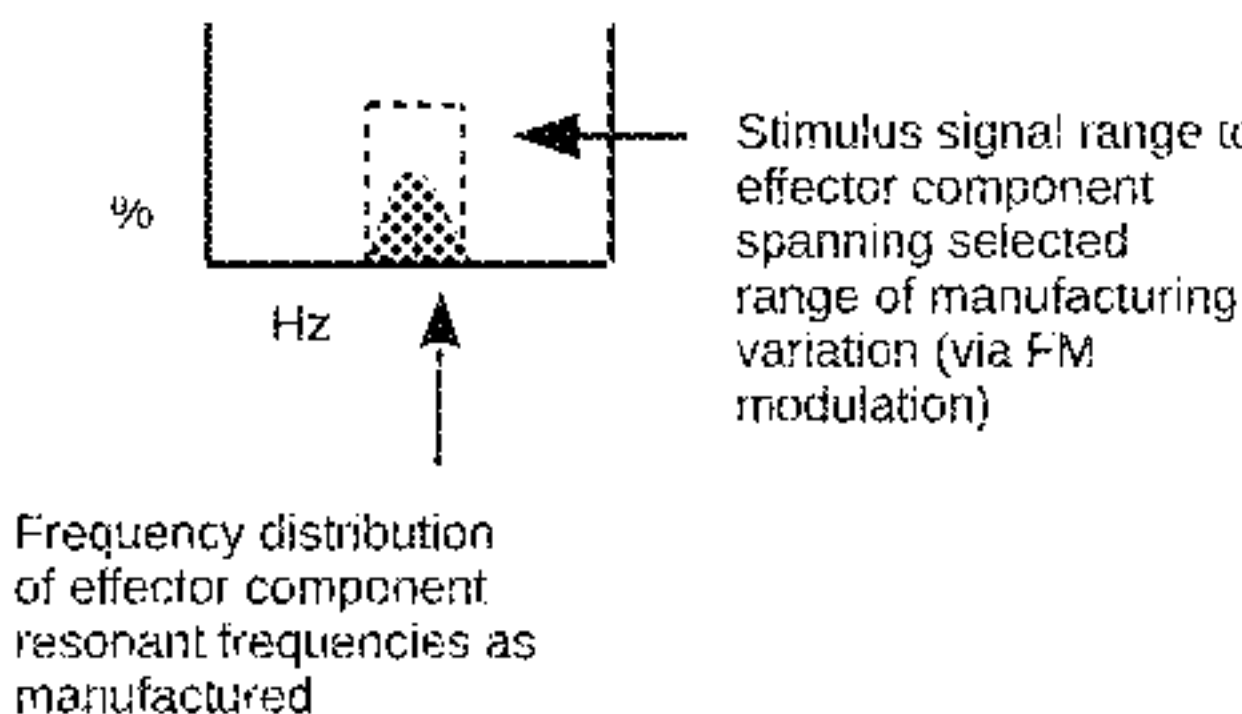 Stimulus signal range to
effector component
spanning selected
range of manufacturing
variation (via FM
modulation)
%
Hz
Frequency distribution
of effector component
resonant frequencies as
manufactured